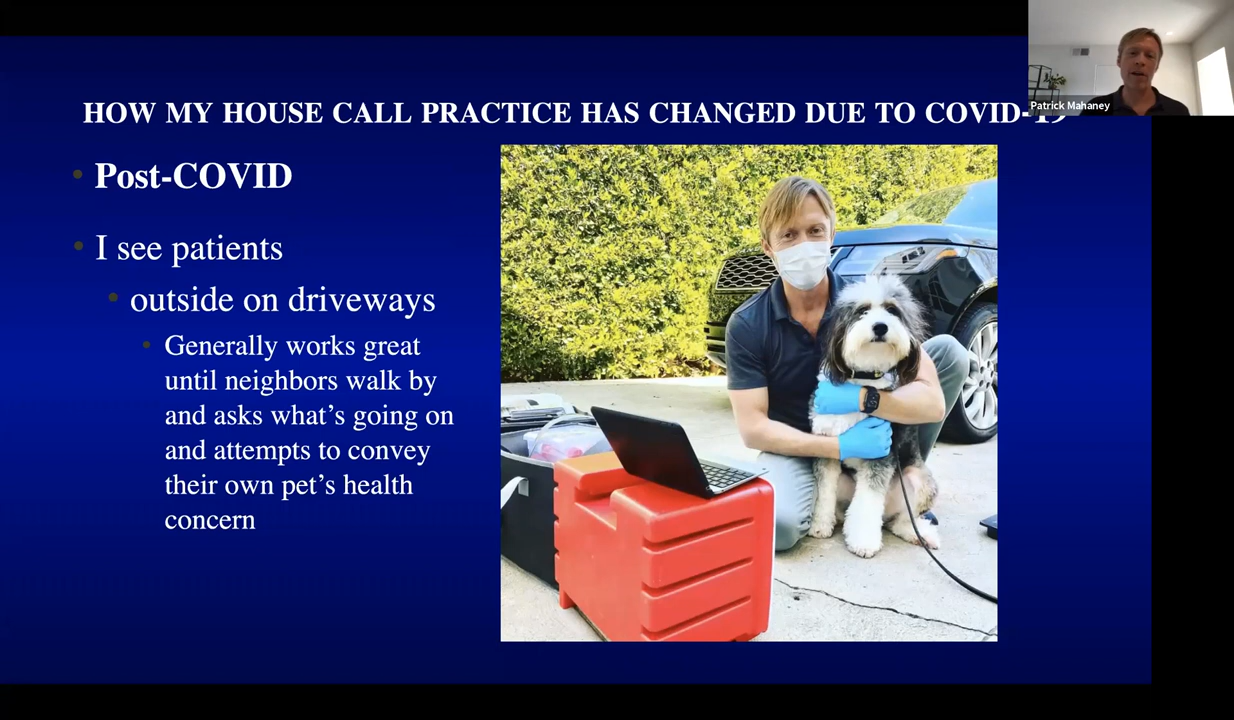 Patrick Mahaney
HOW MY HOUSE CALL PRACTICE HAS CHANGED DUE TO COVID-19
Post-COVID
I see patients
outside on driveways
Generally works great
until neighbors walk by
and asks what’s going on
and attempts to convey
their own pet’s health
concern